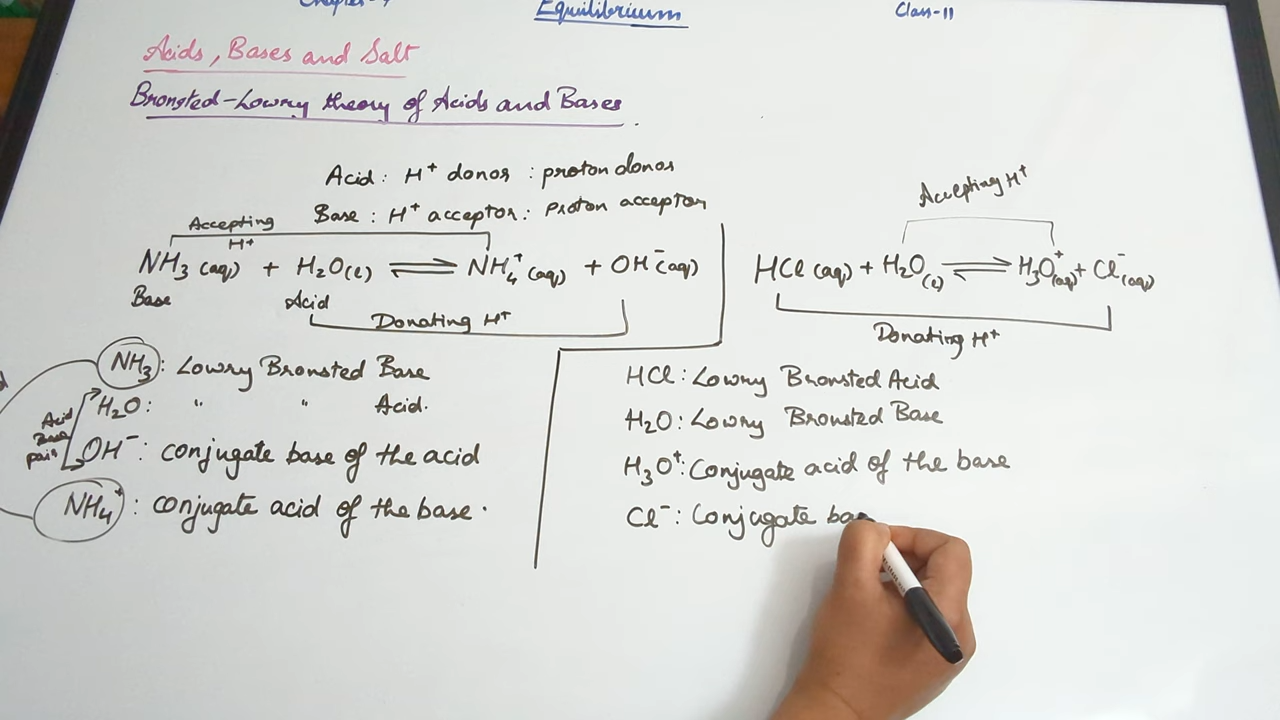 Chapter-7 Equilibrium Class-11
Acids, Bases and Salt
Bronsted-Lowry theory of Acids and Bases
Acid : H⁺ donor : proton donor
Base : H⁺ acceptor : Proton acceptor
Accepting H⁺
NH₃(aq) + H₂O(l) ⇌ NH₄⁺(aq) + OH⁻(aq)
Base Acid
Donating H⁺
Accepting H⁺
HCl(aq) + H₂O(l) ⇌ H₃O⁺(aq) + Cl⁻(aq)
Donating H⁺
NH₃ : Lowry Bronsted Base
H₂O : " " Acid.
OH⁻ : conjugate base of the acid
NH₄⁺ : conjugate acid of the base.
Acid
Base
pair
HCl : Lowry Bronsted Acid
H₂O : Lowry Bronsted Base
H₃O⁺ : Conjugate acid of the base
Cl⁻ : Conjugate bas